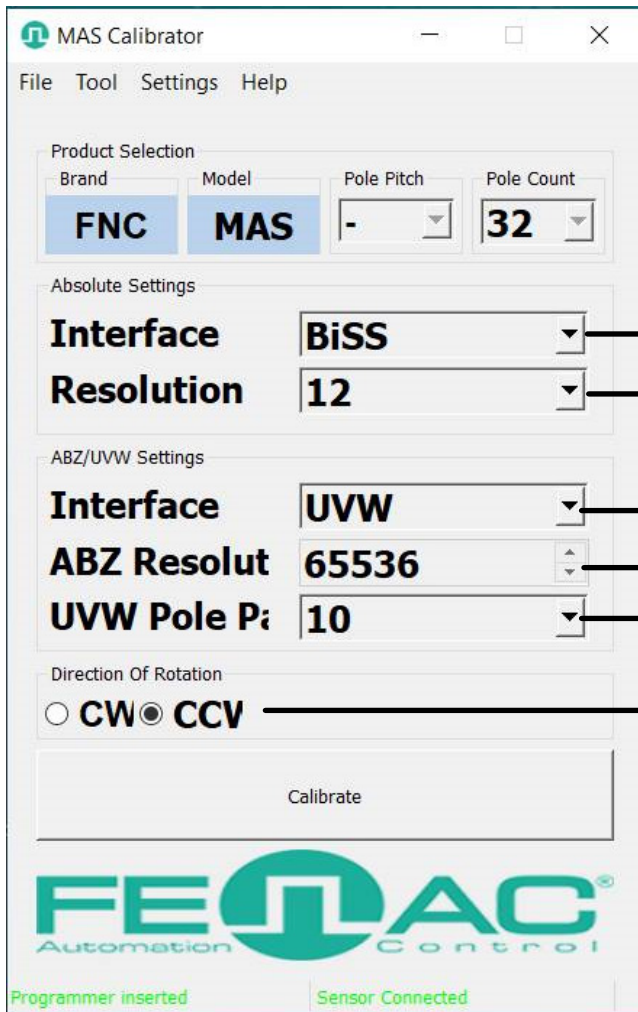 MAS Calibrator
File Tool Settings Help
Product Selection
Brand Model Pole Pitch Pole Count
FNC MAS - 32
Absolute Settings
Interface BiSS
Resolution 12
ABZ/UVW Settings
Interface UVW
ABZ Resolut 65536
UVW Pole Pa 10
Direction Of Rotation
CW CCW
Calibrate
FENAC®
Automation Control
Programmer inserted Sensor Connected